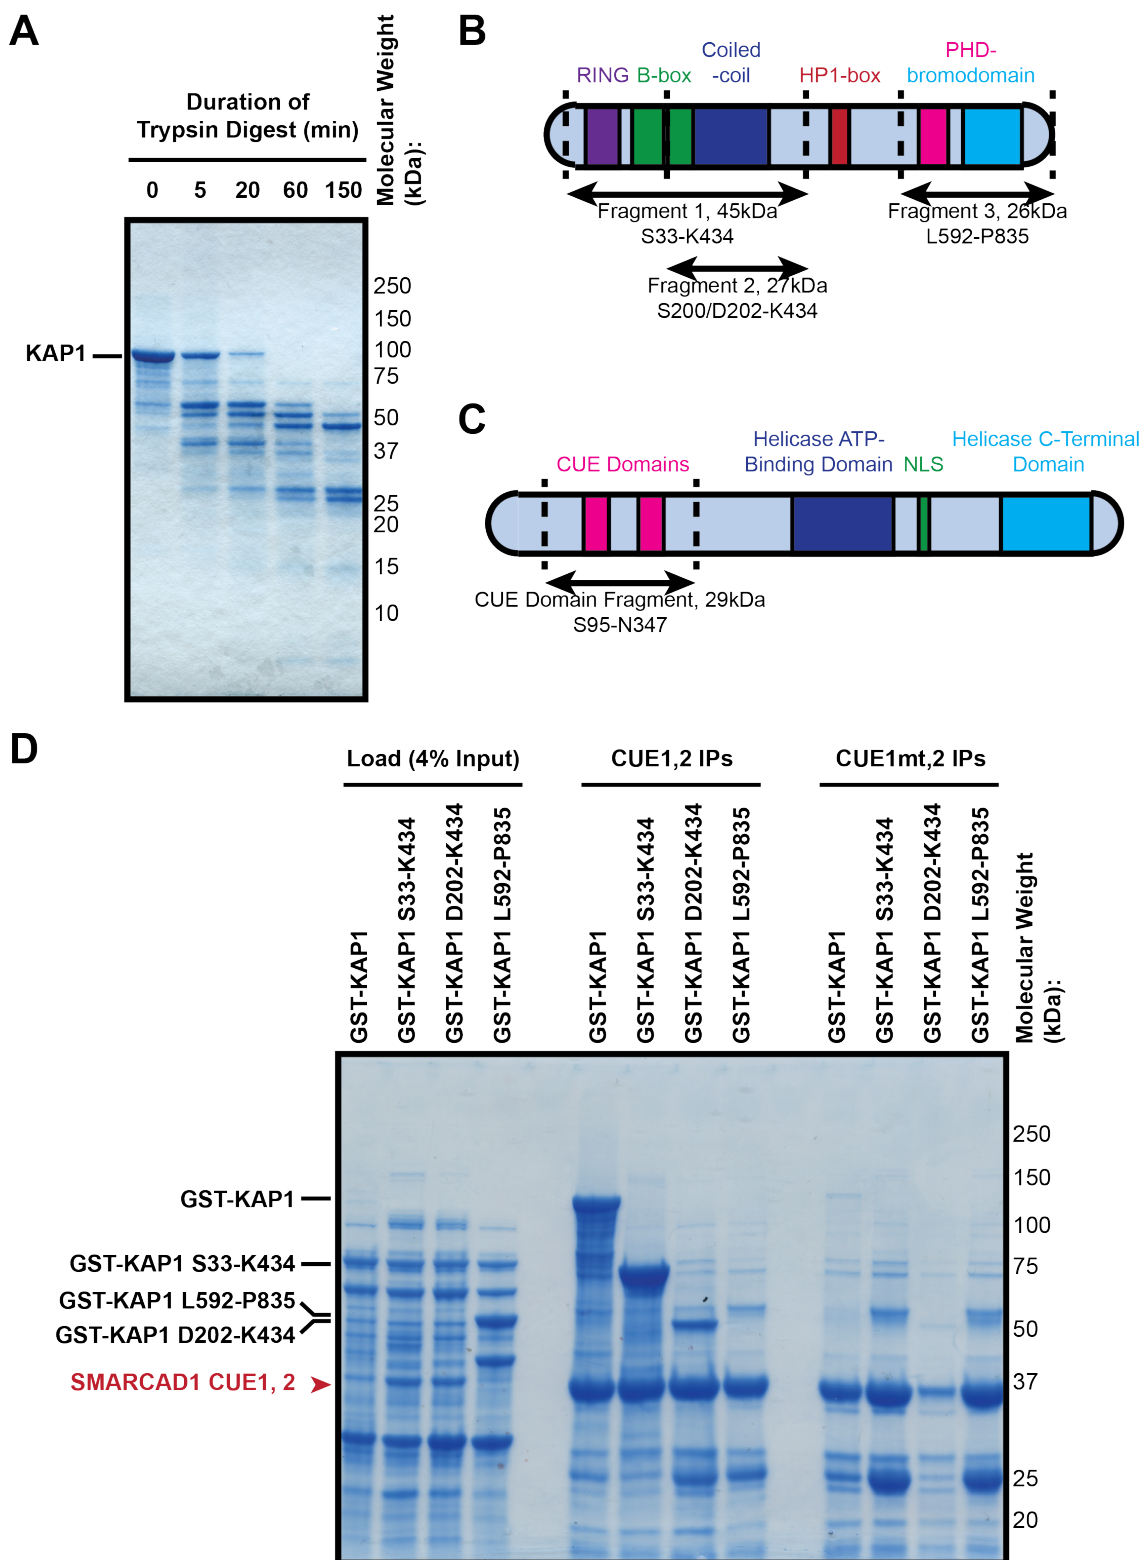 A
Duration of
Trypsin Digest (min)
0 5 20 60 150
Molecular Weight
(kDa):
250
150
100
75
50
37
25
20
15
10
KAP1
B
RING B-box Coiled
-coil
HP1-box
PHD-
bromodomain
Fragment 1, 45kDa
S33-K434
Fragment 3, 26kDa
L592-P835
Fragment 2, 27kDa
S200/D202-K434
C
CUE Domains
Helicase ATP-
Binding Domain
NLS
Helicase C-Terminal
Domain
CUE Domain Fragment, 29kDa
S95-N347
D
Load (4% Input)
CUE1,2 IPs
CUE1mt,2 IPs
GST-KAP1
GST-KAP1 S33-K434
GST-KAP1 D202-K434
GST-KAP1 L592-P835
GST-KAP1
GST-KAP1 S33-K434
GST-KAP1 D202-K434
GST-KAP1 L592-P835
GST-KAP1
GST-KAP1 S33-K434
GST-KAP1 D202-K434
GST-KAP1 L592-P835
Molecular Weight
(kDa):
GST-KAP1
GST-KAP1 S33-K434
GST-KAP1 L592-P835
GST-KAP1 D202-K434
SMARCAD1 CUE1, 2
250
150
100
75
50
37
25
20